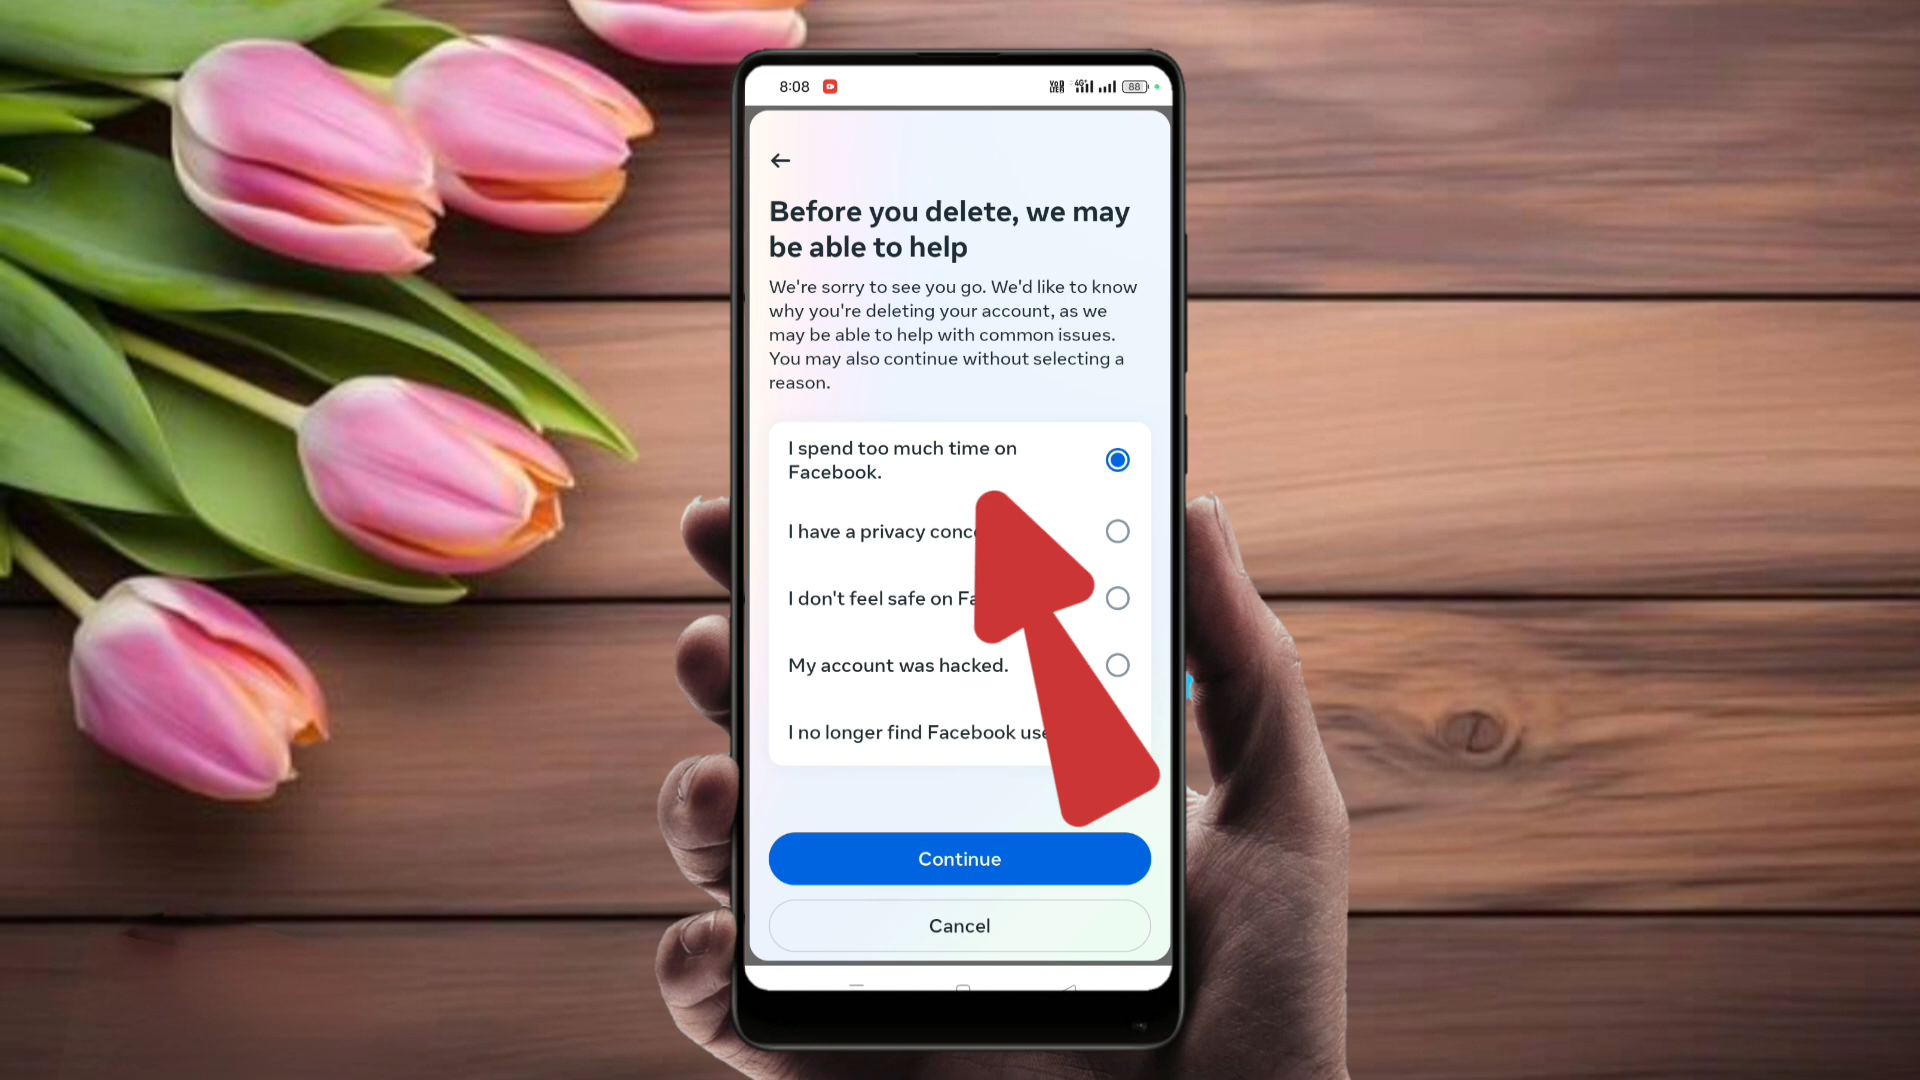 8:08
4G+
88
Before you delete, we may
be able to help
We're sorry to see you go. We'd like to know
why you're deleting your account, as we
may be able to help with common issues.
You may also continue without selecting a
reason.
I spend too much time on
Facebook.
I have a privacy
I don't feel safe on
My account was hacked.
I no longer find Facebook
Continue
Cancel